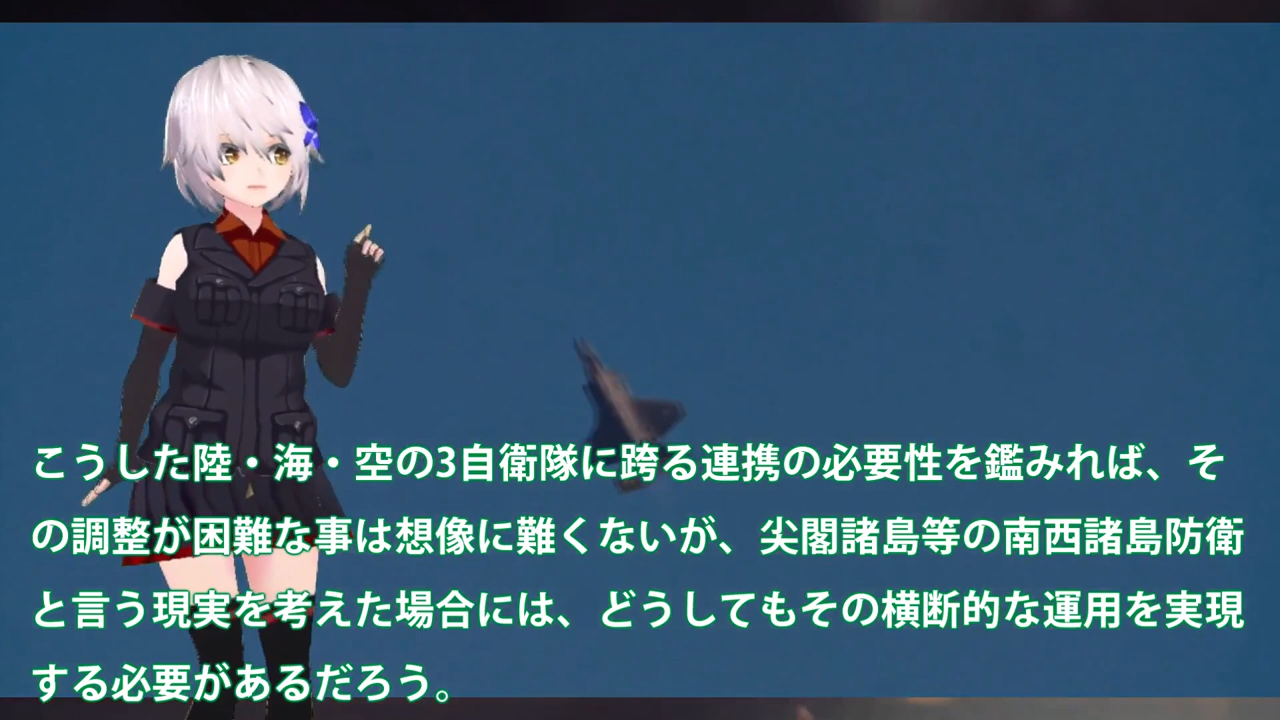 こうした陸・海・空の3自衛隊に跨る連携の必要性を鑑みれば、そ
の調整が困難な事は想像に難くないが、尖閣諸島等の南西諸島防衛
と言う現実を考えた場合には、どうしてもその横断的な運用を実現
する必要があるだろう。